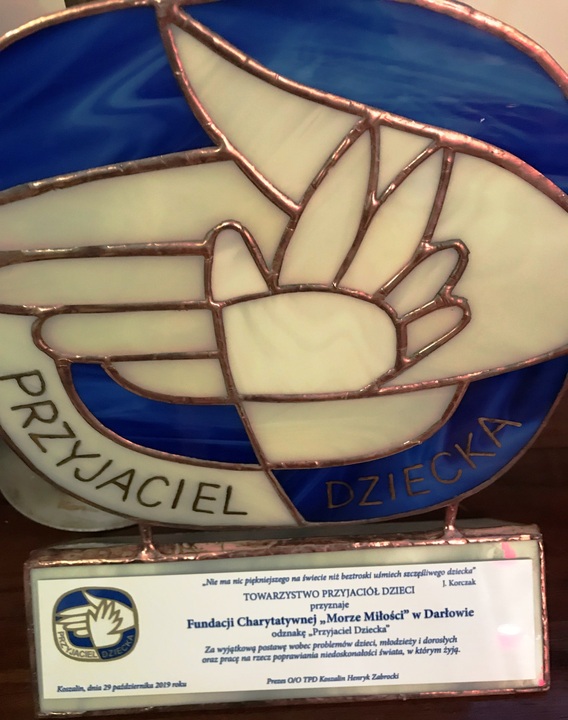 PRZYJACIEL DZIECKA
„Nie ma nic piękniejszego na świecie niż beztroski uśmiech szczęśliwego dziecka”
J. Korczak
TOWARZYSTWO PRZYJACIÓŁ DZIECI
przyznaje
Fundacji Charytatywnej „Morze Miłości” w Darłowie
odznakę „Przyjaciel Dziecka”
Za wyjątkową postawę wobec problemów dzieci, młodzieży i dorosłych
oraz pracę na rzecz poprawiania niedoskonałości świata, w którym żyją.
PRZYJACIEL DZIECKA
Koszalin, dnia 29 października 2019 roku
Prezes O/O TPD Koszalin Henryk Zabrocki